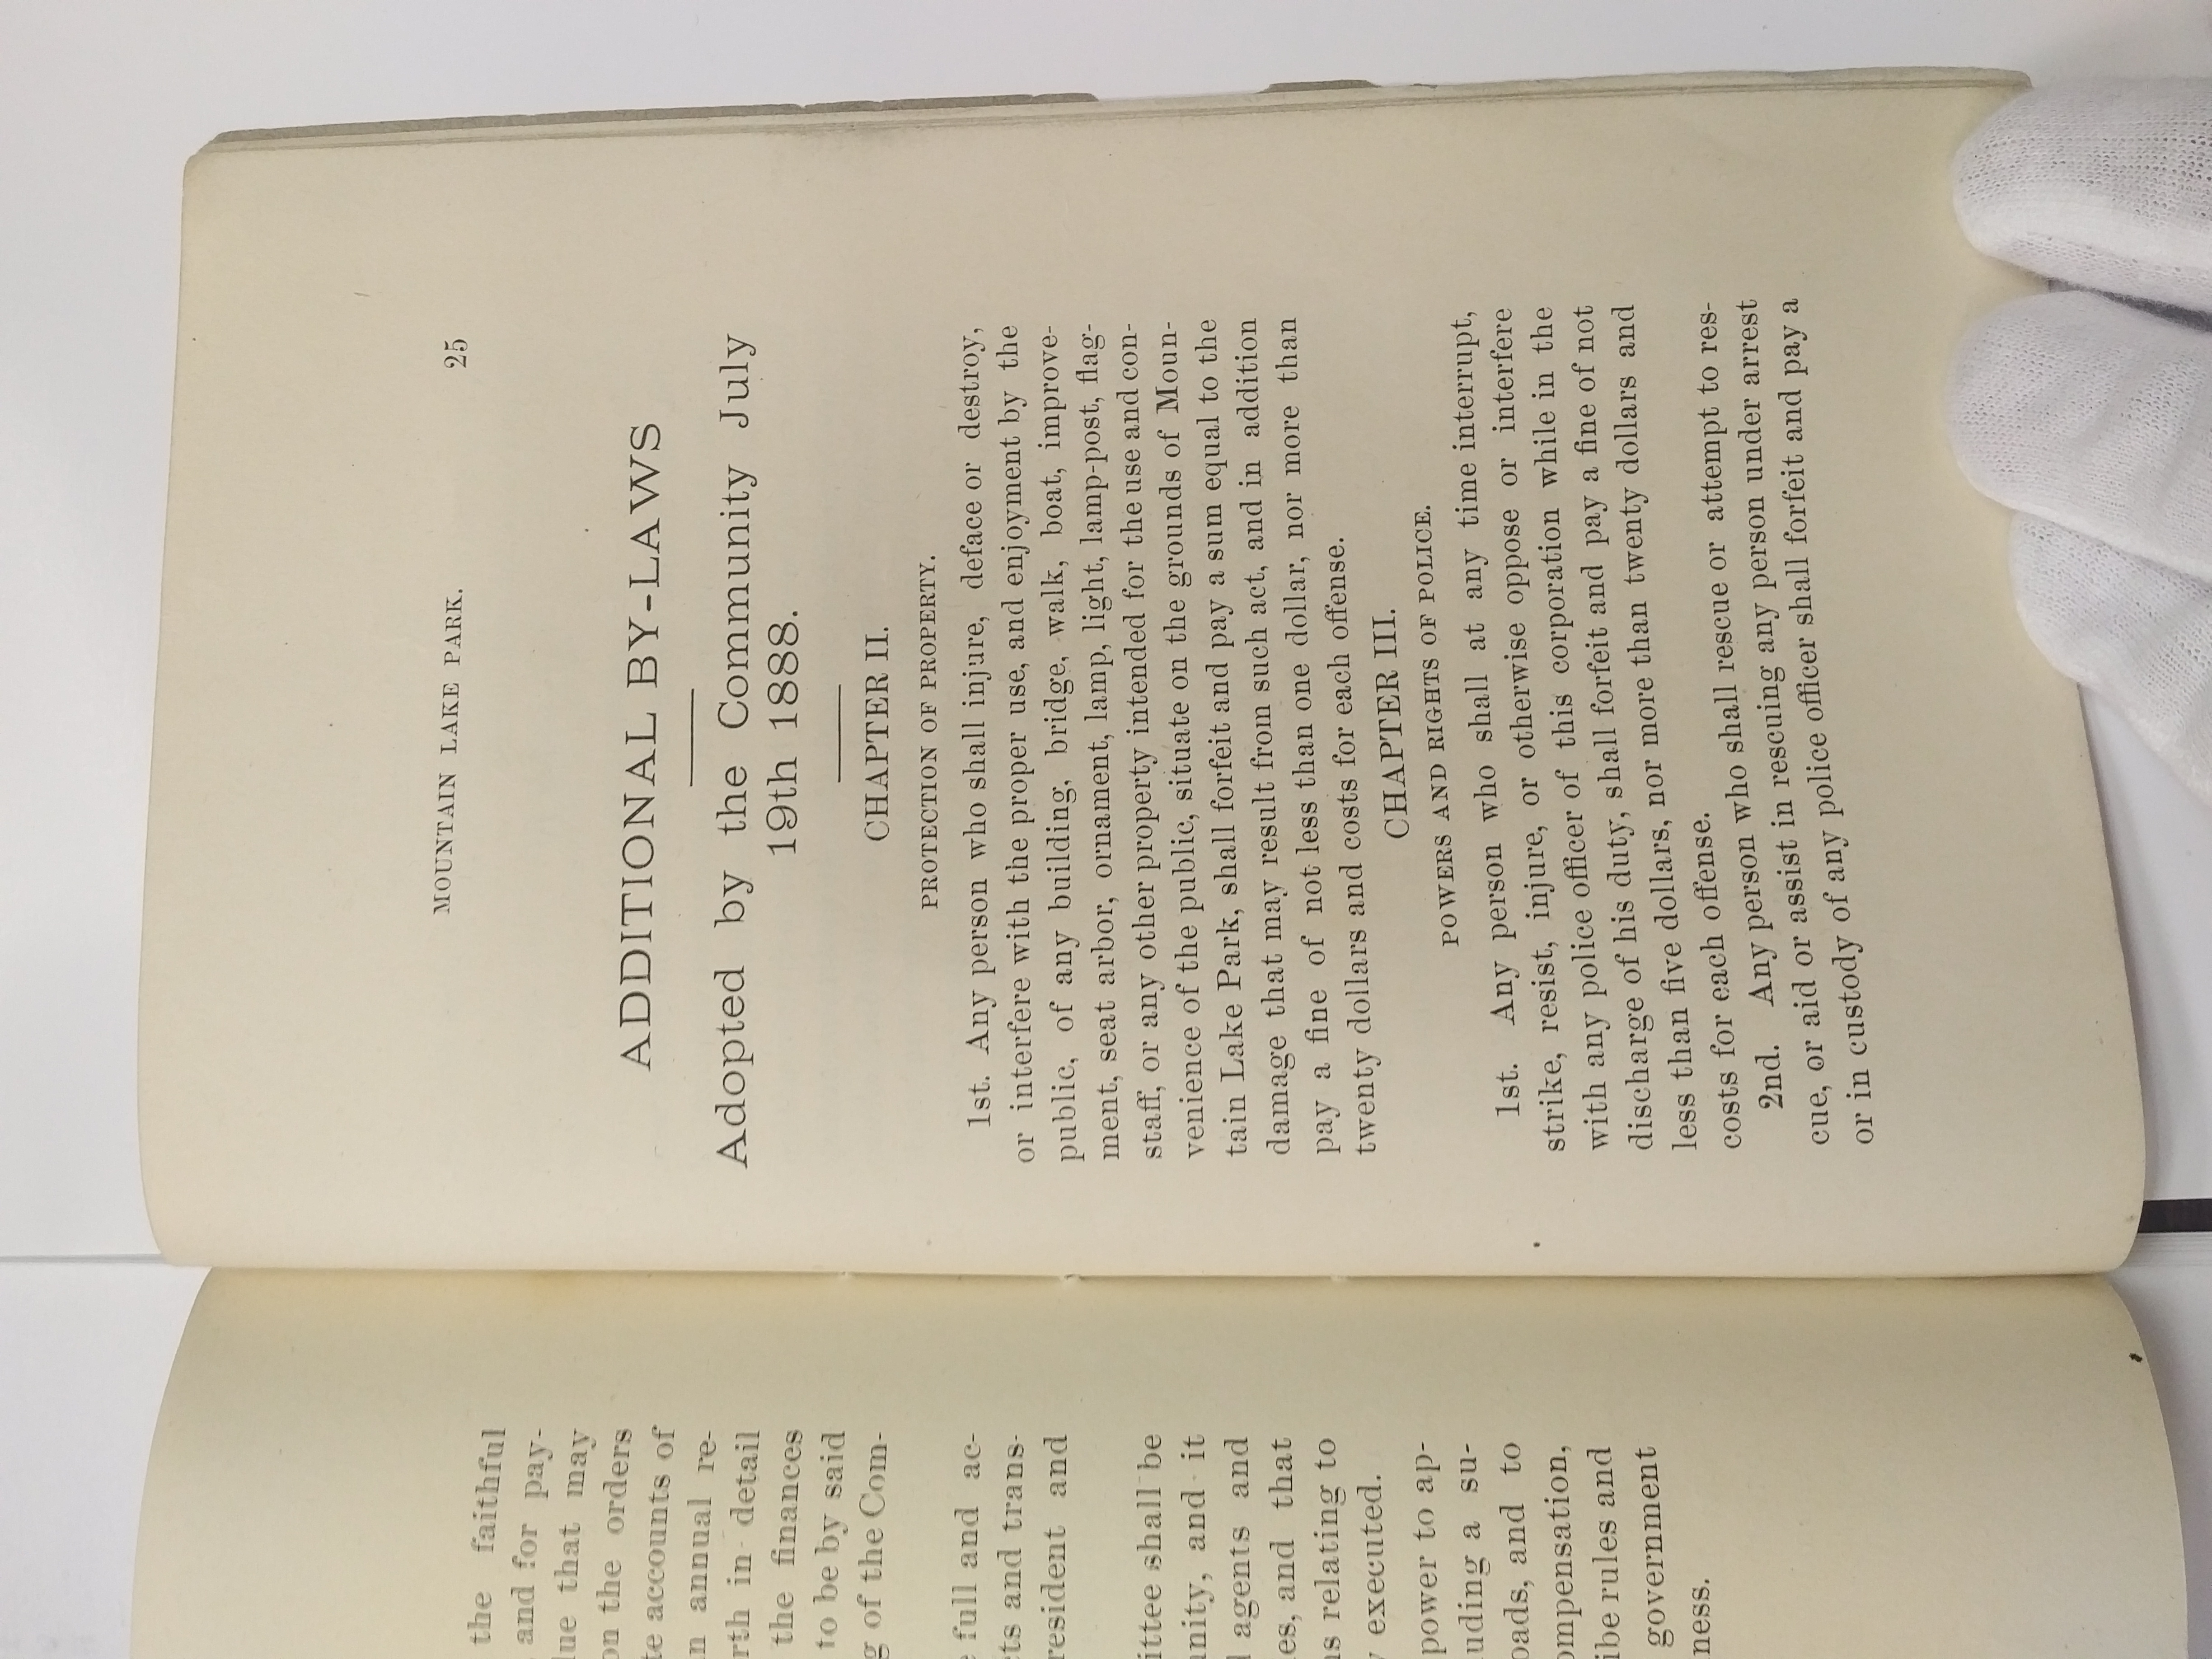 the faithful
and for pay-
lue that may
on the orders
te accounts of
n annual re-
rth in detail
the finances
to be by said
g of the Com-
full and ac-
ts and trans-
resident and
ittee shall be
nity, and it
agents and
es, and that
s relating to
executed.
power to ap-
uding a su-
oads, and to
ompensation,
ibe rules and
government
ness.
MOUNTAIN LAKE PARK. 25
ADDITIONAL BY-LAWS
Adopted by the Community July
19th 1888.
CHAPTER II.
PROTECTION OF PROPERTY.
1st. Any person who shall injure, deface or destroy,
or interfere with the proper use, and enjoyment by the
public, of any building, bridge, walk, boat, improve-
ment, seat arbor, ornament, lamp, light, lamp-post, flag-
staff, or any other property intended for the use and con-
venience of the public, situate on the grounds of Moun-
tain Lake Park, shall forfeit and pay a sum equal to the
damage that may result from such act, and in addition
pay a fine of not less than one dollar, nor more than
twenty dollars and costs for each offense.
CHAPTER III.
POWERS AND RIGHTS OF POLICE.
1st. Any person who shall at any time interrupt,
strike, resist, injure, or otherwise oppose or interfere
with any police officer of this corporation while in the
discharge of his duty, shall forfeit and pay a fine of not
less than five dollars, nor more than twenty dollars and
costs for each offense.
2nd. Any person who shall rescue or attempt to res-
cue, or aid or assist in rescuing any person under arrest
or in custody of any police officer shall forfeit and pay a